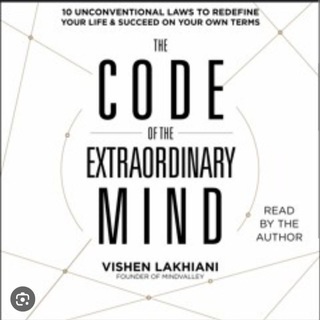 10 UNCONVENTIONAL LAWS TO REDEFINE
YOUR LIFE & SUCCEED ON YOUR OWN TERMS
THE
CODE
OF THE
EXTRAORDINARY
MIND
READ
BY THE
AUTHOR
VISHEN LAKHIANI
FOUNDER OF MINDVALLEY